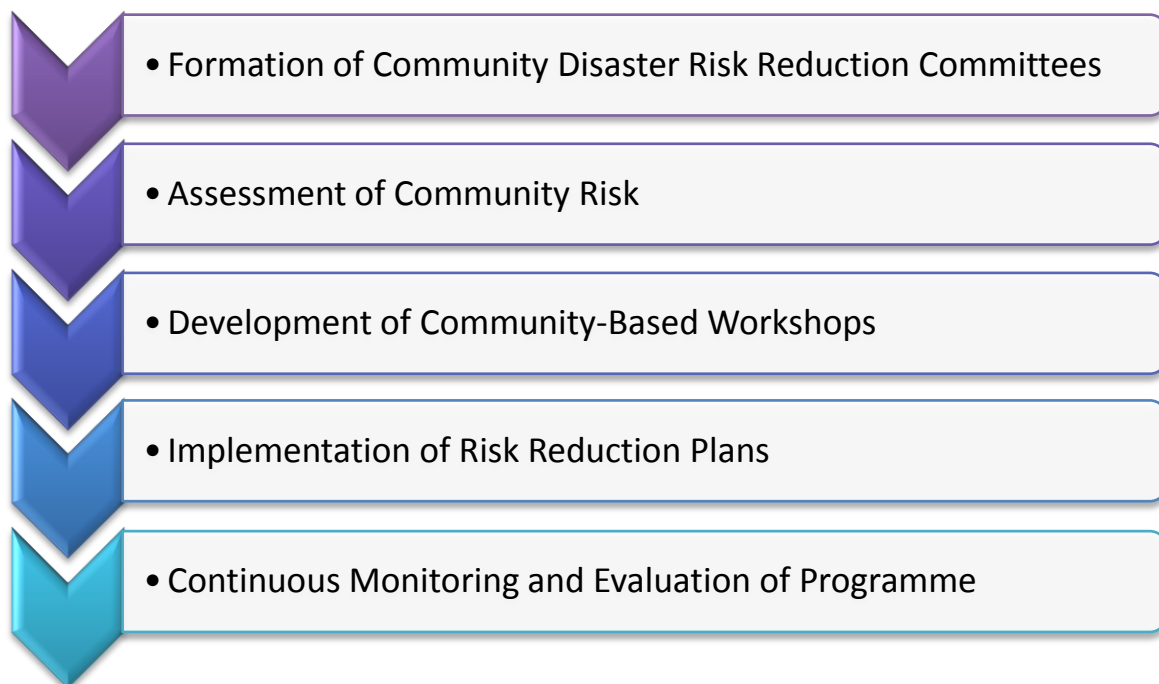 • Formation of Community Disaster Risk Reduction Committees
• Assessment of Community Risk
• Development of Community-Based Workshops
• Implementation of Risk Reduction Plans
• Continuous Monitoring and Evaluation of Programme